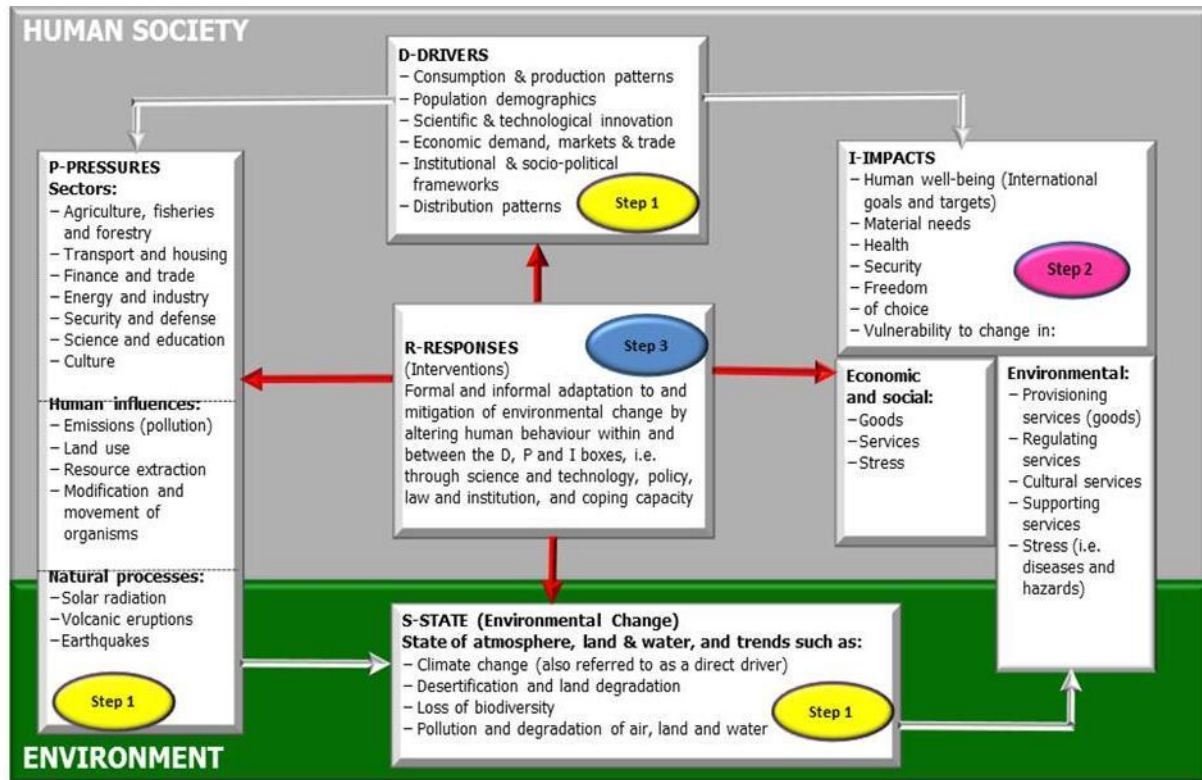 HUMAN SOCIETY
D-DRIVERS
– Consumption & production patterns
– Population demographics
– Scientific & technological innovation
– Economic demand, markets & trade
– Institutional & socio-political
frameworks
– Distribution patterns
Step 1
P-PRESSURES
Sectors:
– Agriculture, fisheries
and forestry
– Transport and housing
– Finance and trade
– Energy and industry
– Security and defense
– Science and education
– Culture
Human influences:
– Emissions (pollution)
– Land use
– Resource extraction
– Modification and
movement of
organisms
Natural processes:
– Solar radiation
– Volcanic eruptions
– Earthquakes
Step 1
R-RESPONSES
(Interventions)
Step 3
Formal and informal adaptation to and
mitigation of environmental change by
altering human behaviour within and
between the D, P and I boxes, i.e.
through science and technology, policy,
law and institution, and coping capacity
I-IMPACTS
– Human well-being (International
goals and targets)
– Material needs
– Health
– Security
– Freedom
of choice
– Vulnerability to change in:
Step 2
Economic
and social:
– Goods
– Services
– Stress
Environmental:
– Provisioning
services (goods)
– Regulating
services
– Cultural services
– Supporting
services
– Stress (i.e.
diseases and
hazards)
S-STATE (Environmental Change)
State of atmosphere, land & water, and trends such as:
– Climate change (also referred to as a direct driver)
– Desertification and land degradation
– Loss of biodiversity
– Pollution and degradation of air, land and water
Step 1
ENVIRONMENT